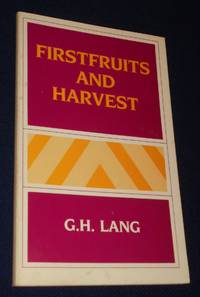 FIRSTFRUITS
AND
HARVEST
G.H. LANG